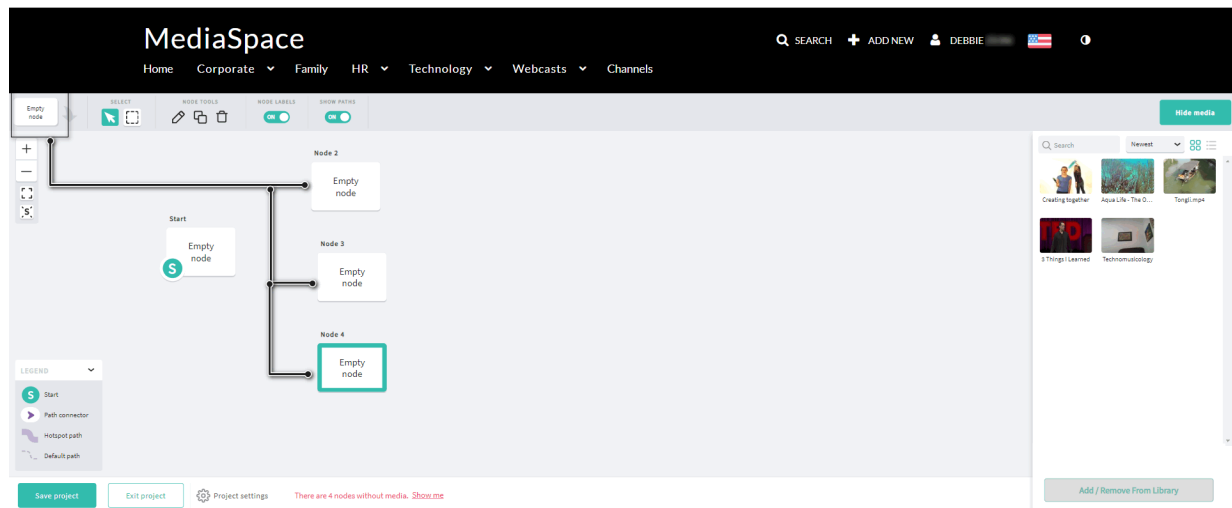 MediaSpace
SEARCH ADD NEW DEBBIE
Home Corporate Family HR Technology Webcasts Channels
Empty
node
SELECT NODE TOOLS NODE LABELS SHOW PATHS
ON ON
Hide media
Search Newest
Node 2
Empty
node
Creating together Aqua Life - The O... Tongli.mp4
Start
Empty
node
S
Node 3
Empty
node
3 Things I Learned Technomusicology
Node 4
Empty
node
LEGEND
S Start
Path connector
Hotspot path
Default path
Save project Exit project Project settings There are 4 nodes without media. Show me
Add / Remove From Library